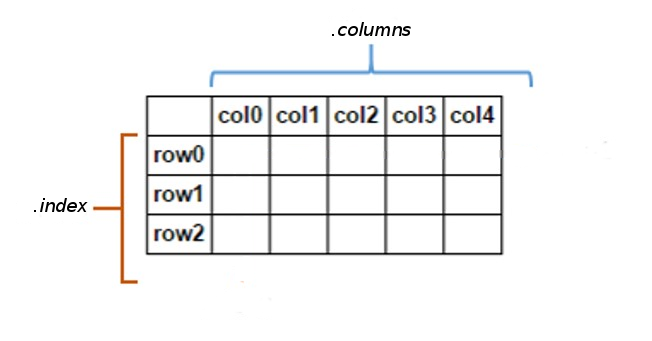 .columns
col0 col1 col2 col3 col4
row0
row1
.index
row2